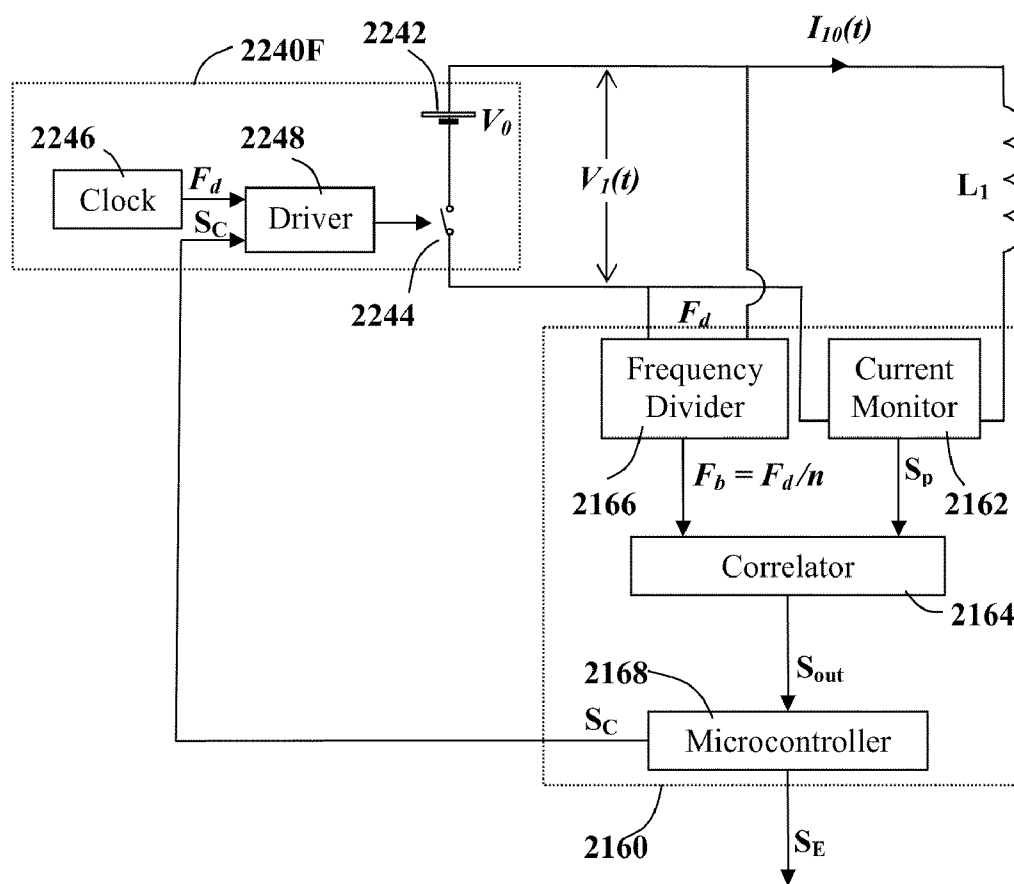 2242
I10(t)
2240F
V0
2246
2248
Fd
Clock
Driver
SC
V1(t)
L1
2244
Fd
Frequency
Divider
Current
Monitor
Fb = Fd/n
Sp
2166
2162
Correlator
2164
Sout
2168
SC
Microcontroller
2160
SE